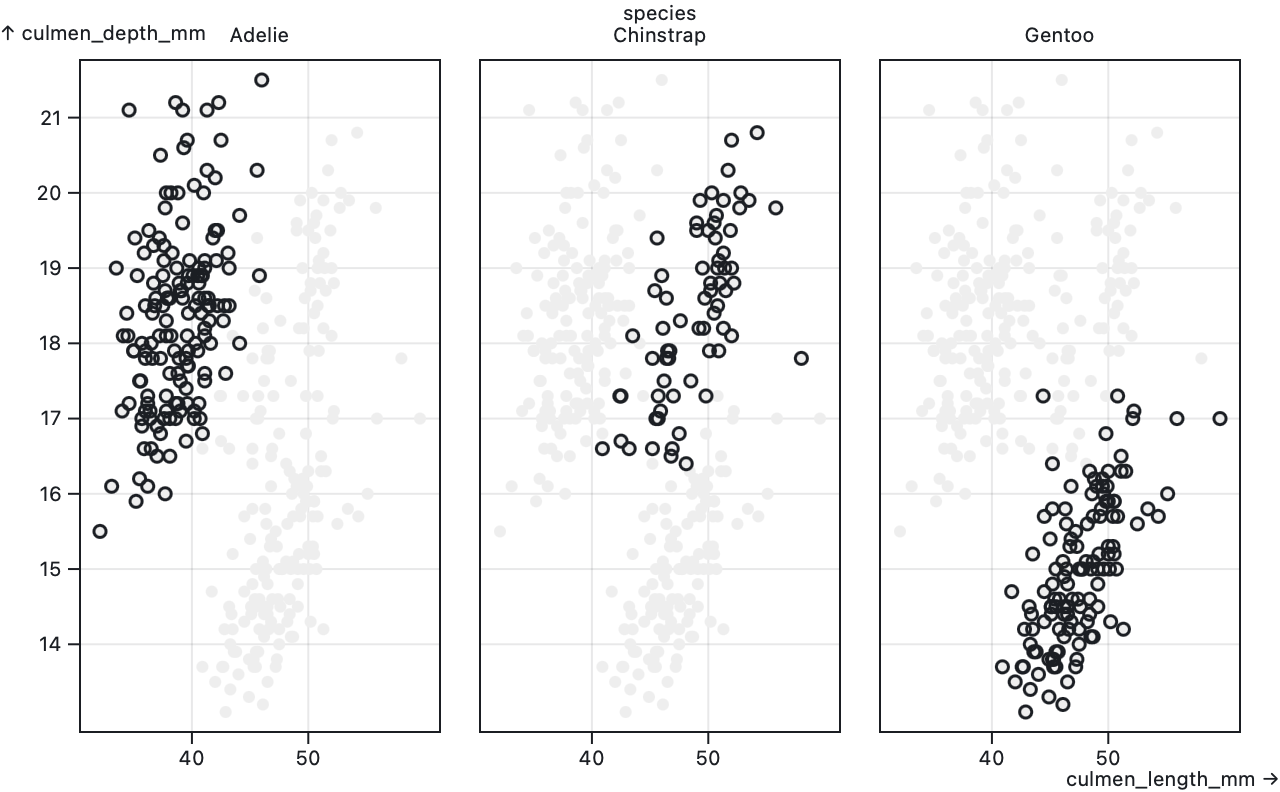 species
↑ culmen_depth_mm
Adelie
Chinstrap
Gentoo
21
20
19
18
17
16
15
14
40 50
40 50
40 50
culmen_length_mm →